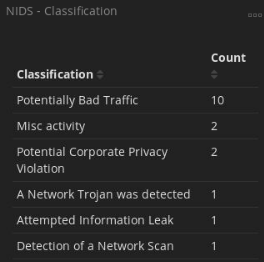 NIDS - Classification
Count
Classification
Potentially Bad Traffic 10
Misc activity 2
Potential Corporate Privacy 2
Violation
A Network Trojan was detected 1
Attempted Information Leak 1
Detection of a Network Scan 1